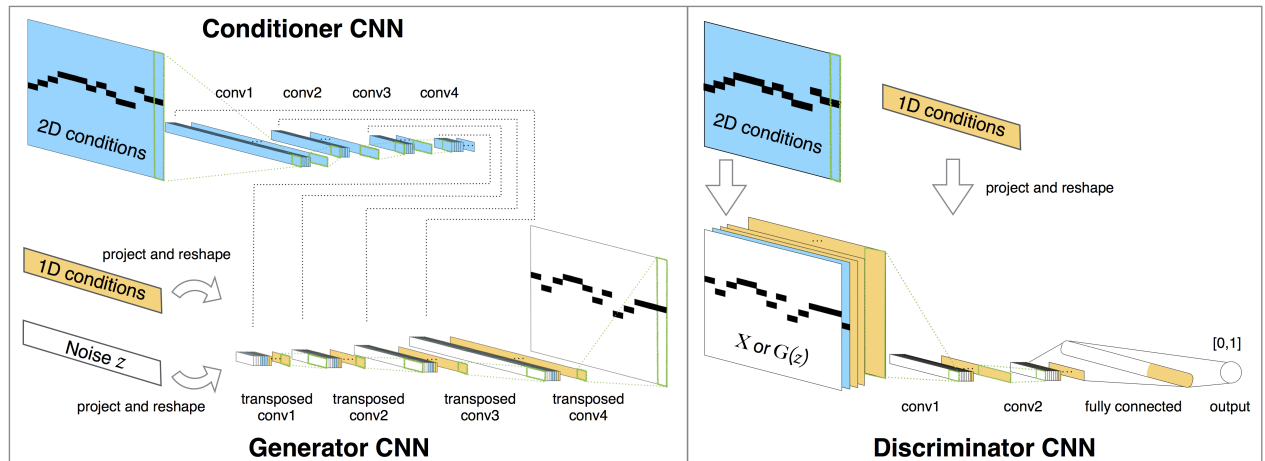 Conditioner CNN
conv1
conv2
conv3
conv4
2D conditions
project and reshape
1D conditions
Noise z
project and reshape
transposed conv1
transposed conv2
transposed conv3
transposed conv4
Generator CNN
2D conditions
1D conditions
project and reshape
X or G(z)
[0,1]
conv1
conv2
fully connected
output
Discriminator CNN